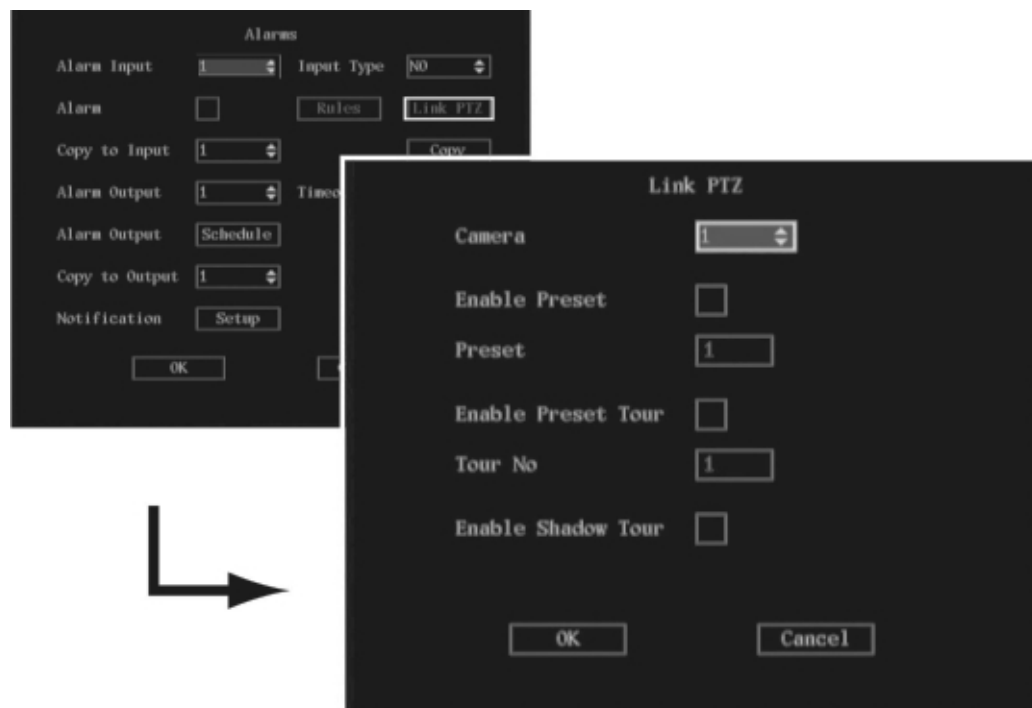 Alarms
Alarm Input 1 Input Type NO
Alarm Rules Link PTZ
Copy to Input 1 Copy
Alarm Output 1
Alarm Output Schedule
Copy to Output 1
Notification Setup
OK
Link PTZ
Camera 1
Enable Preset
Preset 1
Enable Preset Tour
Tour No 1
Enable Shadow Tour
OK Cancel